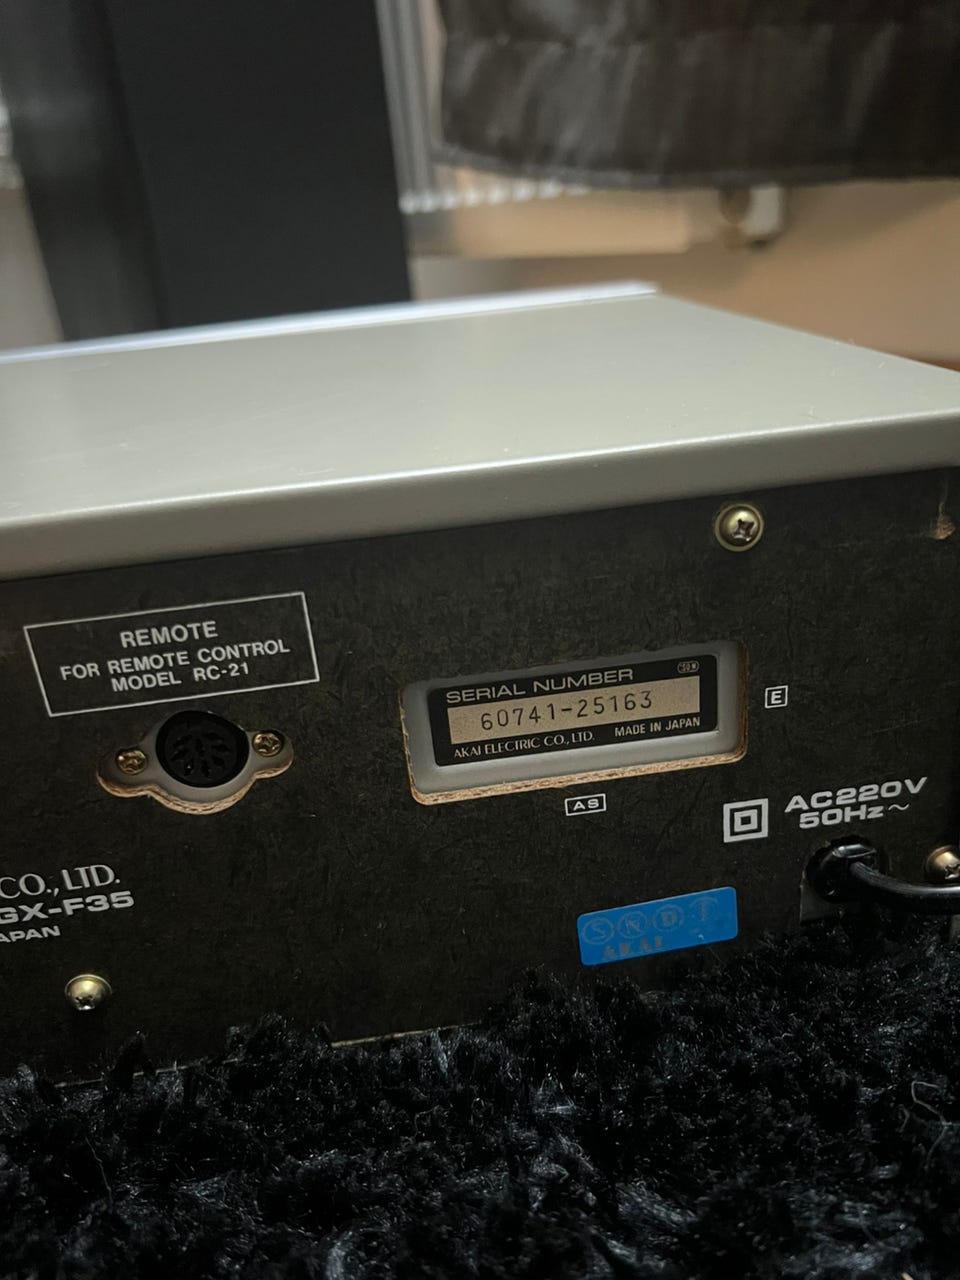 REMOTE
FOR REMOTE CONTROL
MODEL RC-21
SERIAL NUMBER
60741-25163
AKAI ELECTRIC CO., LTD. MADE IN JAPAN
E
AS
AC220V
50Hz~
CO., LTD.
GX-F35
APAN
S N D F
AKAI